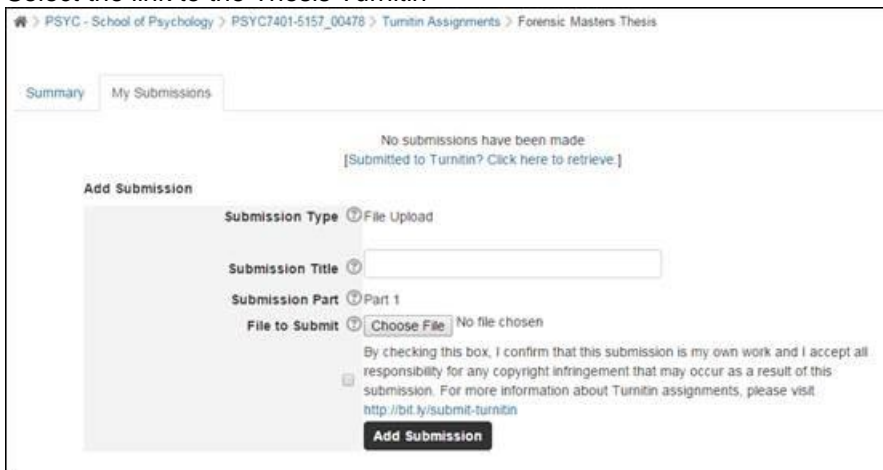 Select the link to the Thesis Turnitin
> PSYC - School of Psychology > PSYC7401-5157_00478 > Turnitin Assignments > Forensic Masters Thesis
Summary My Submissions
No submissions have been made
[Submitted to Turnitin? Click here to retrieve.]
Add Submission
Submission Type ? File Upload
Submission Title ?
Submission Part ? Part 1
File to Submit ? Choose File No file chosen
By checking this box, I confirm that this submission is my own work and I accept all
responsibility for any copyright infringement that may occur as a result of this
submission. For more information about Turnitin assignments, please visit
http://bit.ly/submit-turnitin
Add Submission